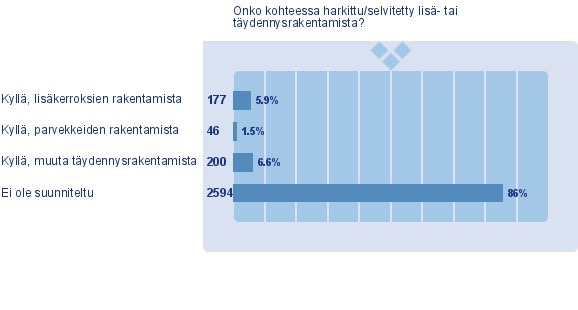 Onko kohteessa harkittu/selvitetty lisä- tai
täydennysrakentamista?
Kyllä, lisäkerroksien rakentamista 177 5.9%
Kyllä, parvekkeiden rakentamista 46 1.5%
Kyllä, muuta täydennysrakentamista 200 6.6%
Ei ole suunniteltu 2594 86%